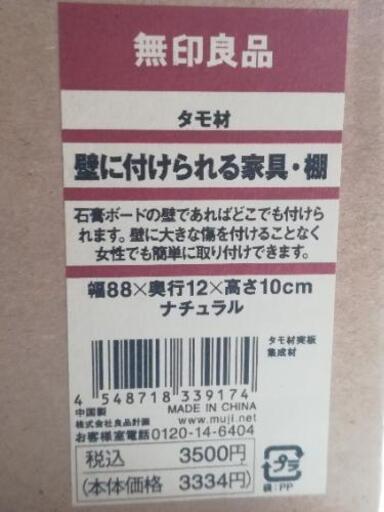 無印良品
タモ材
壁に付けられる家具・棚
石膏ボードの壁であればどこでも付けら
れます。壁に大きな傷を付けることなく
女性でも簡単に取り付けできます。
幅88×奥行12×高さ10cm
ナチュラル
タモ材突板
集成材
4 548718 339174
中国製 MADE IN CHINA
株式会社良品計画 www.muji.net
お客様室電話0120-14-6404
税込 3500円
(本体価格 3334円)
プラ
袋:PP